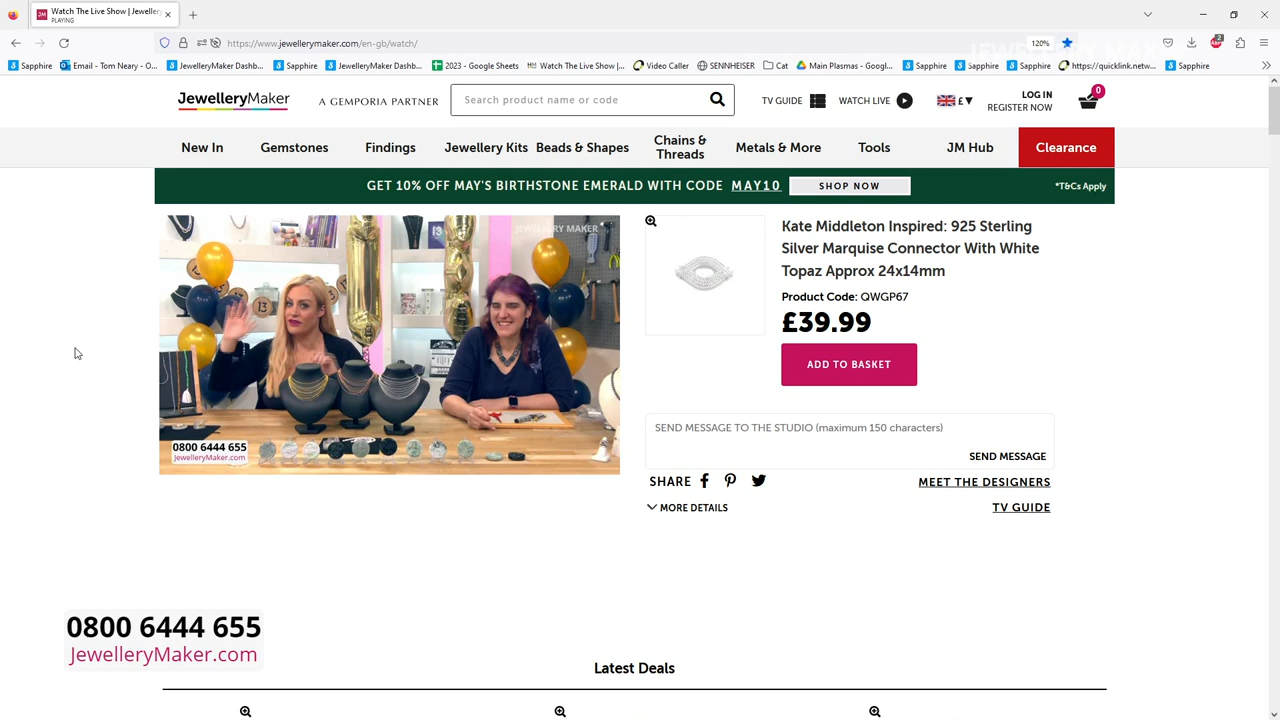 Watch The Live Show | Jewellery
PLAYING
https://www.jewellerymaker.com/en-gb/watch/
120%
2
Sapphire
Email - Tom Neary - O...
JewelleryMaker Dashb...
Sapphire
JewelleryMaker Dashb...
2023 - Google Sheets
Watch The Live Show |...
Video Caller
SENNHEISER
Cat
Main Plasmas - Googl...
Sapphire
Sapphire
Sapphire
https://quicklink.netw...
Sapphire
JewelleryMaker
A GEMPORIA PARTNER
Search product name or code
TV GUIDE
WATCH LIVE
£
LOG IN
REGISTER NOW
0
New In
Gemstones
Findings
Jewellery Kits
Beads & Shapes
Chains &
Threads
Metals & More
Tools
JM Hub
Clearance
GET 10% OFF MAY'S BIRTHSTONE EMERALD WITH CODE MAY10
SHOP NOW
*T&Cs Apply
JEWELLERY MAKER
13
13
13
0800 6444 655
JewelleryMaker.com
Kate Middleton Inspired: 925 Sterling
Silver Marquise Connector With White
Topaz Approx 24x14mm
Product Code: QWGP67
£39.99
ADD TO BASKET
SEND MESSAGE TO THE STUDIO (maximum 150 characters)
SEND MESSAGE
SHARE
MEET THE DESIGNERS
MORE DETAILS
TV GUIDE
0800 6444 655
JewelleryMaker.com
Latest Deals